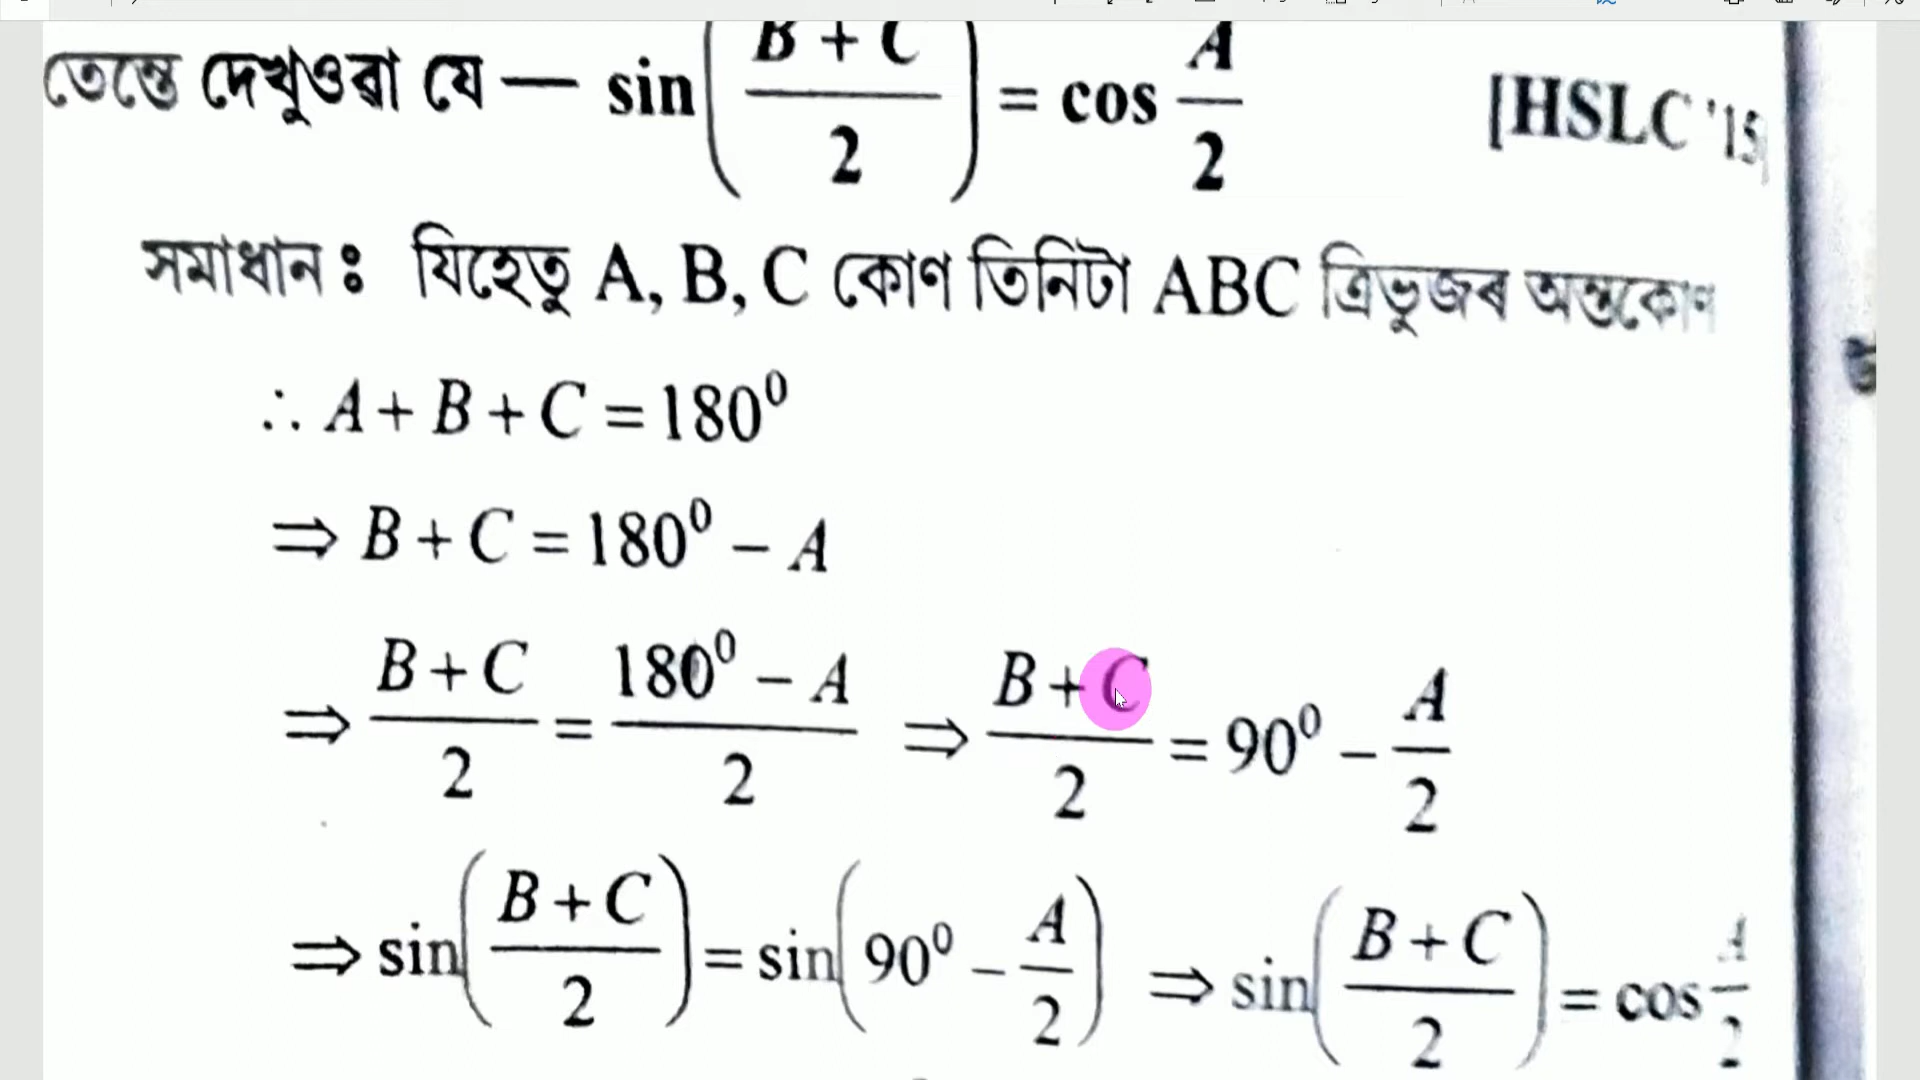 তেন্তে দেখুওৱা যে — sin((B + C)/2) = cos A/2 [HSLC '15
সমাধান ঃ যিহেতু A, B, C কোণ তিনিটা ABC ত্ৰিভুজৰ অন্তঃকোণ
∴ A + B + C = 180⁰
⇒ B + C = 180⁰ – A
⇒ (B + C)/2 = (180⁰ – A)/2 ⇒ (B + C)/2 = 90⁰ – A/2
⇒ sin((B + C)/2) = sin(90⁰ – A/2) ⇒ sin((B + C)/2) = cos A/2